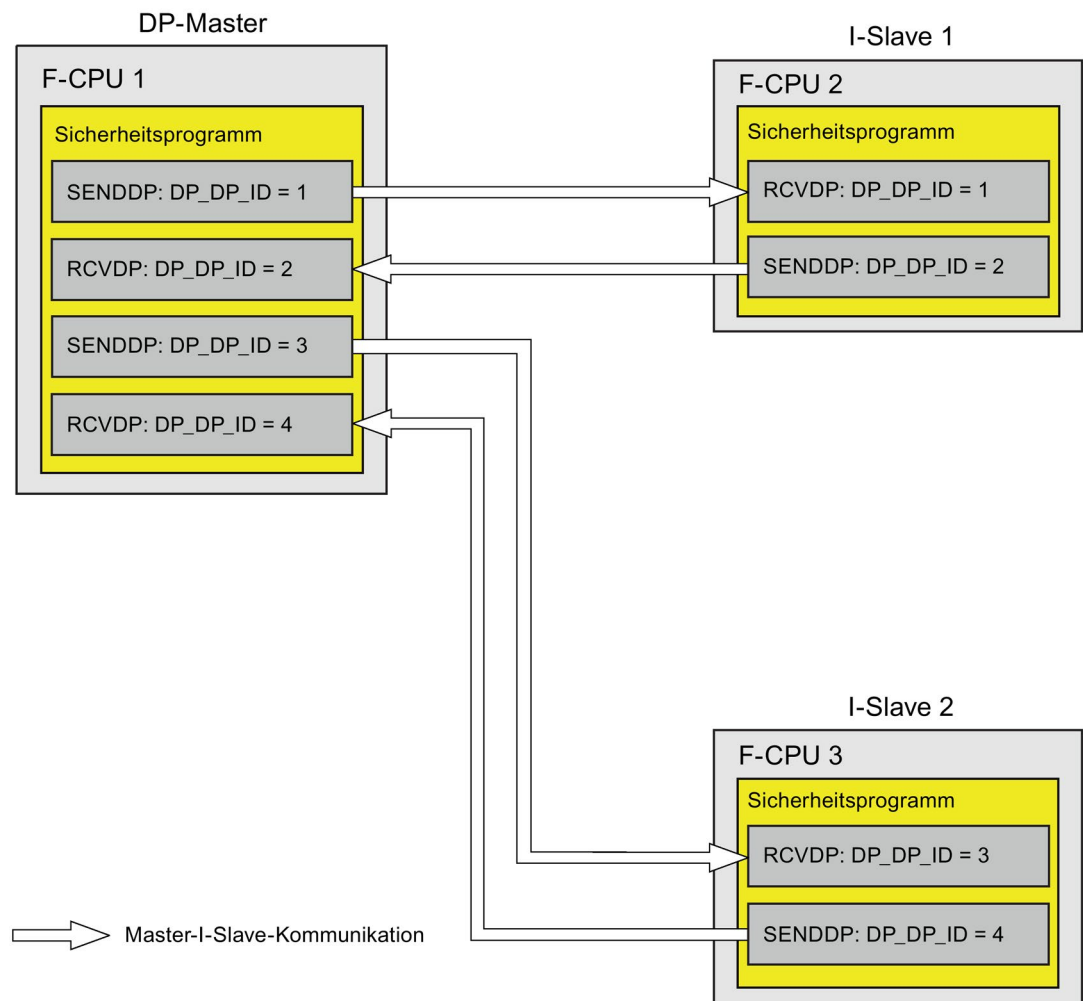 DP-Master
F-CPU 1
Sicherheitsprogramm
SENDDP: DP_DP_ID = 1
RCVDP: DP_DP_ID = 2
SENDDP: DP_DP_ID = 3
RCVDP: DP_DP_ID = 4
I-Slave 1
F-CPU 2
Sicherheitsprogramm
RCVDP: DP_DP_ID = 1
SENDDP: DP_DP_ID = 2
I-Slave 2
F-CPU 3
Sicherheitsprogramm
RCVDP: DP_DP_ID = 3
SENDDP: DP_DP_ID = 4
Master-I-Slave-Kommunikation